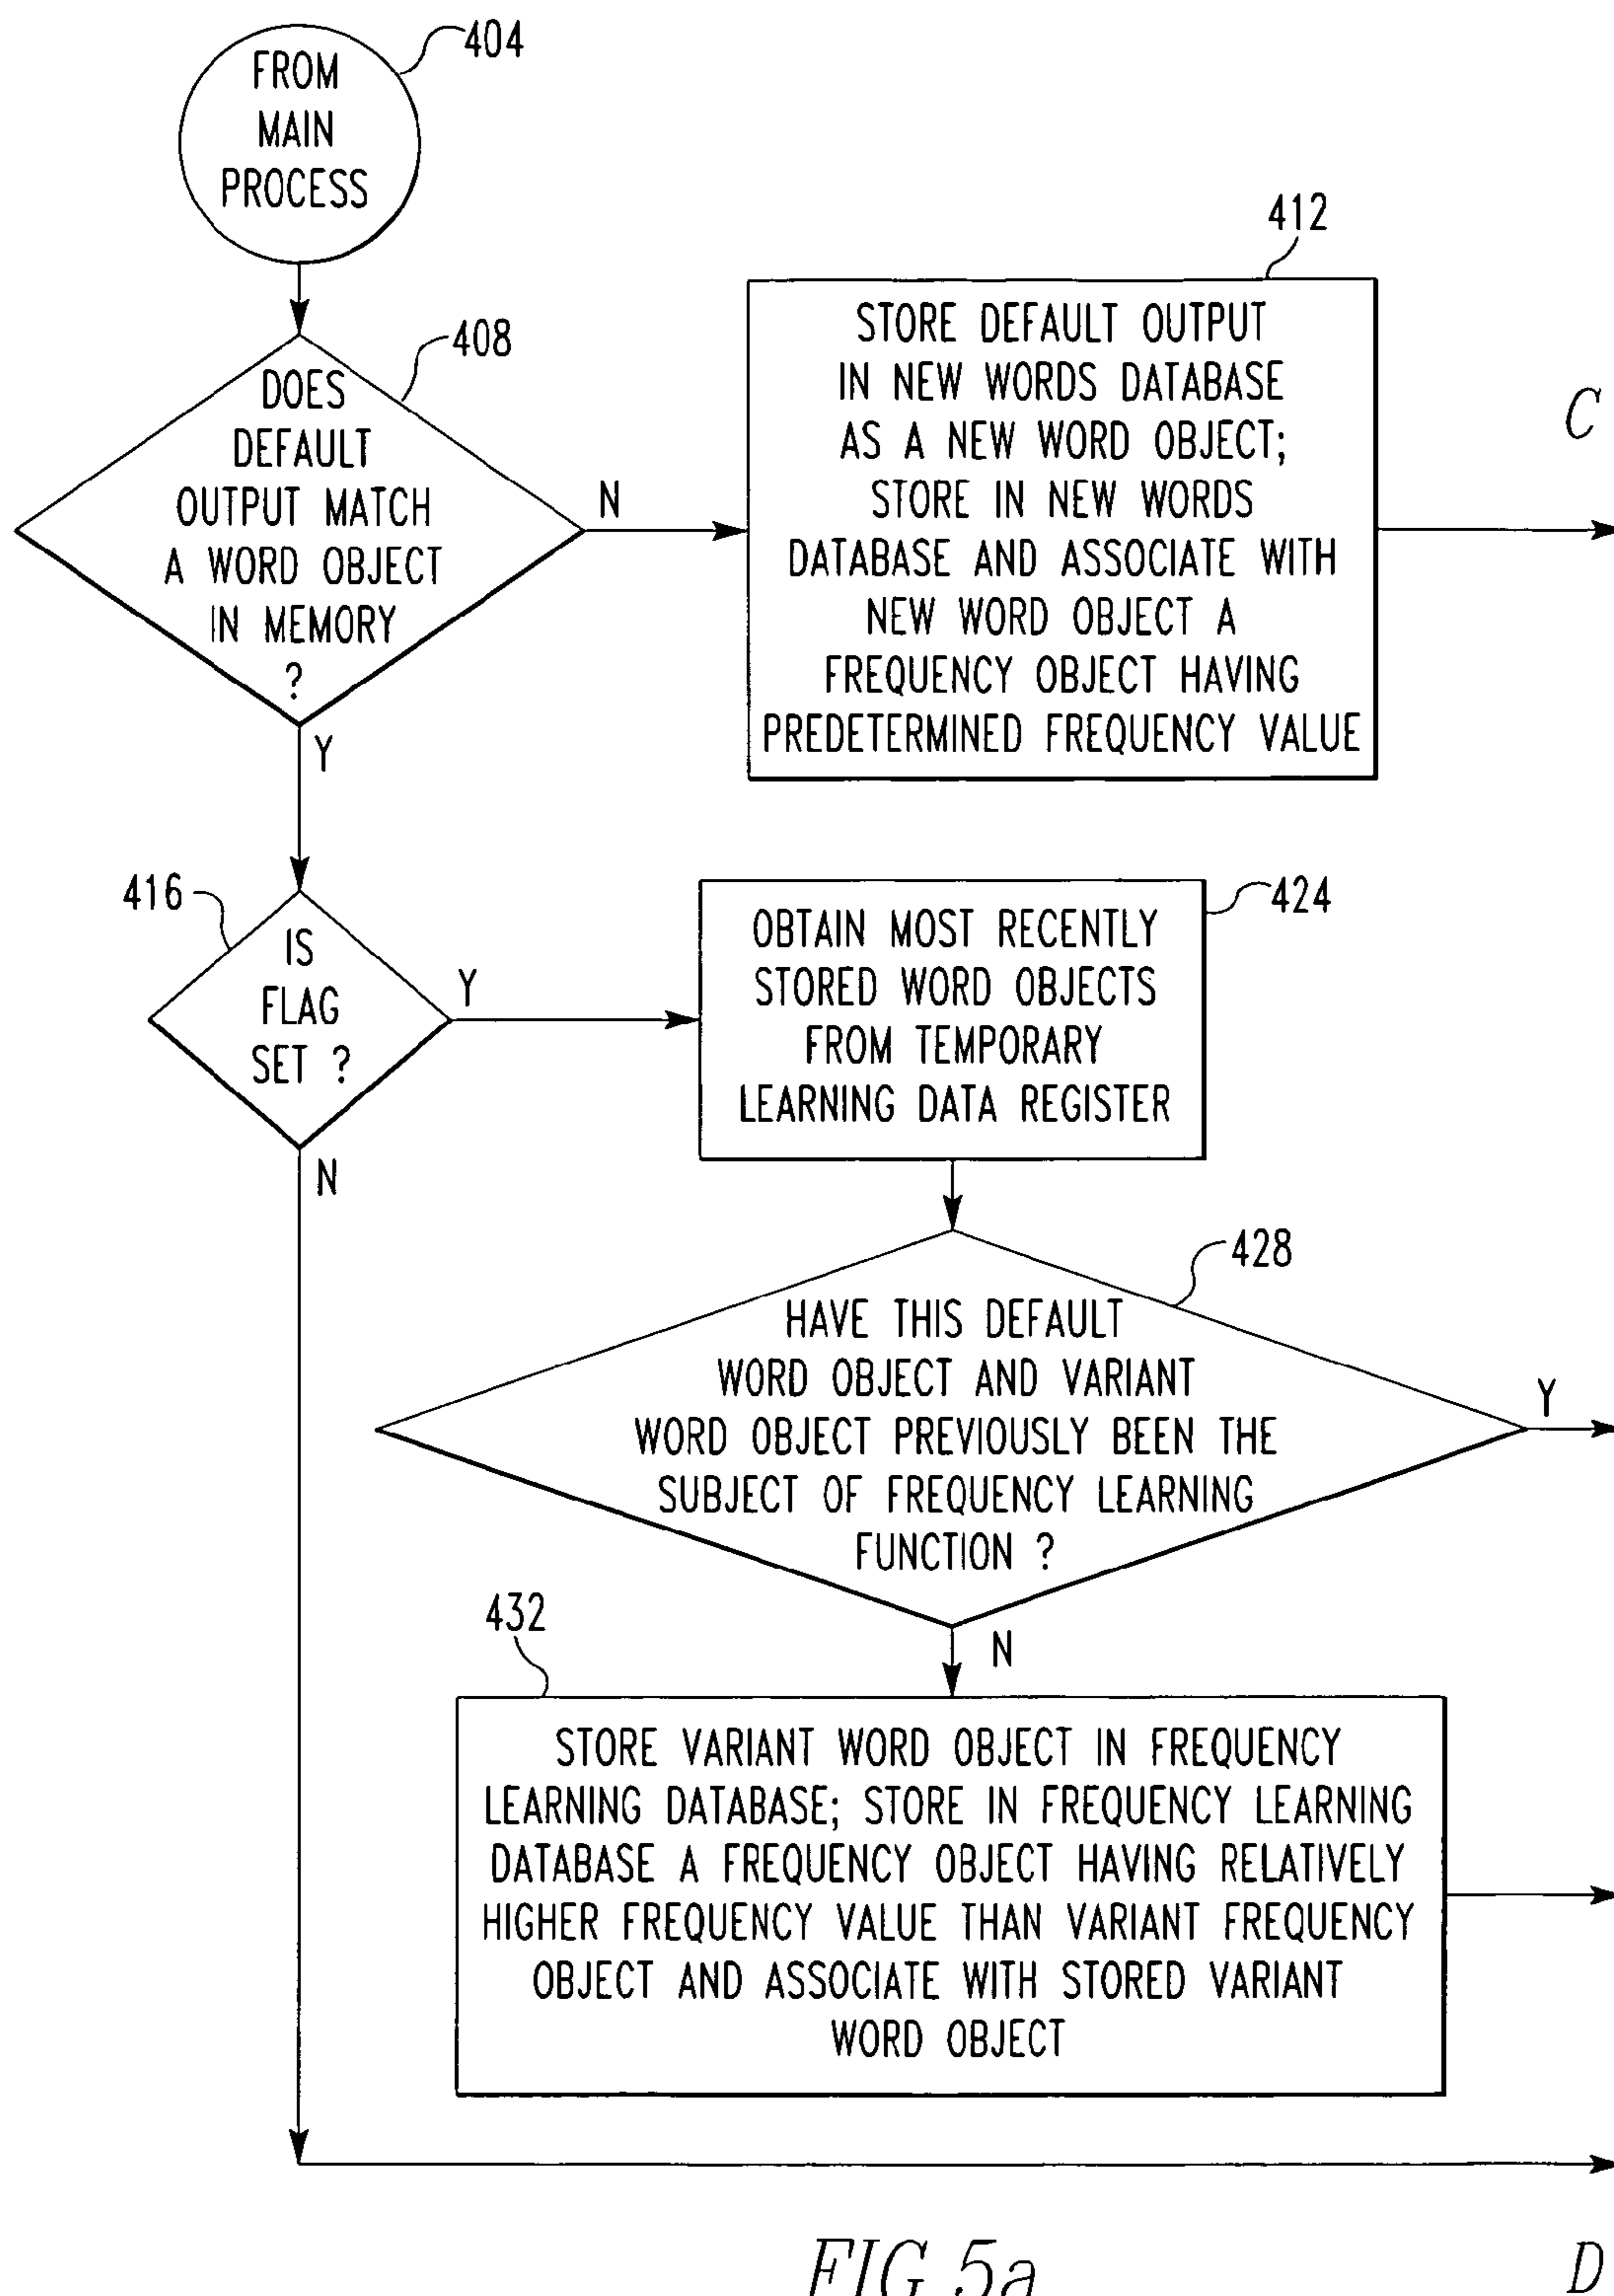 FROM
MAIN
PROCESS
404
DOES
DEFAULT
OUTPUT MATCH
A WORD OBJECT
IN MEMORY
?
408
N
Y
412
STORE DEFAULT OUTPUT
IN NEW WORDS DATABASE
AS A NEW WORD OBJECT;
STORE IN NEW WORDS
DATABASE AND ASSOCIATE WITH
NEW WORD OBJECT A
FREQUENCY OBJECT HAVING
PREDETERMINED FREQUENCY VALUE
C
416
IS
FLAG
SET ?
Y
N
424
OBTAIN MOST RECENTLY
STORED WORD OBJECTS
FROM TEMPORARY
LEARNING DATA REGISTER
428
HAVE THIS DEFAULT
WORD OBJECT AND VARIANT
WORD OBJECT PREVIOUSLY BEEN THE
SUBJECT OF FREQUENCY LEARNING
FUNCTION ?
Y
N
432
STORE VARIANT WORD OBJECT IN FREQUENCY
LEARNING DATABASE; STORE IN FREQUENCY LEARNING
DATABASE A FREQUENCY OBJECT HAVING RELATIVELY
HIGHER FREQUENCY VALUE THAN VARIANT FREQUENCY
OBJECT AND ASSOCIATE WITH STORED VARIANT
WORD OBJECT
FIG.5a
D